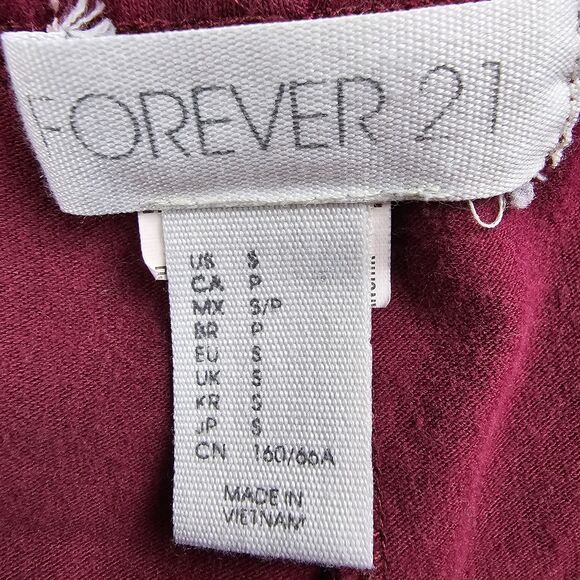 FOREVER 21
US S
CA P
MX S/P
BR P
EU S
UK S
KR S
JP S
CN 160/66A
MADE IN
VIETNAM